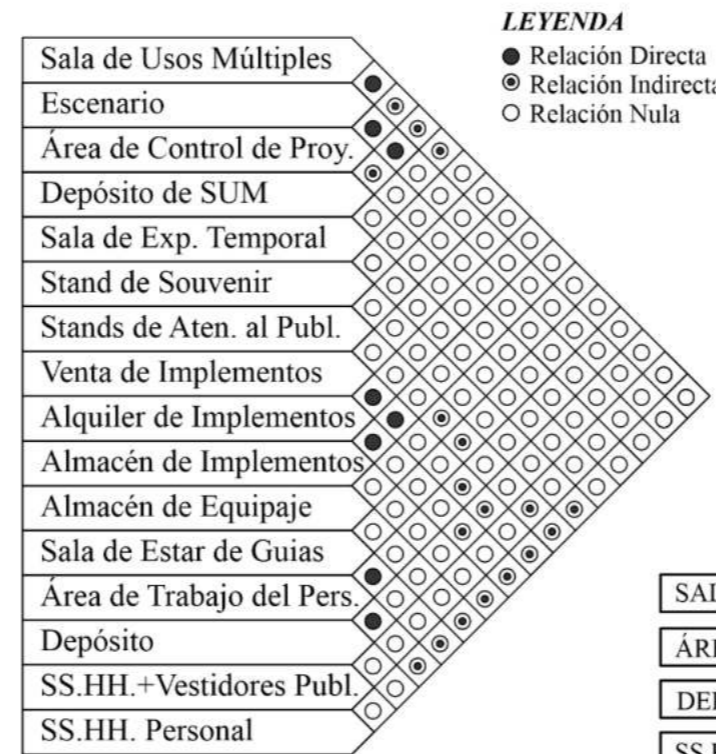 LEYENDA
Relación Directa
Relación Indirecta
Relación Nula
Sala de Usos Múltiples
Escenario
Área de Control de Proy.
Depósito de SUM
Sala de Exp. Temporal
Stand de Souvenir
Stands de Aten. al Publ.
Venta de Implementos
Alquiler de Implementos
Almacén de Implementos
Almacén de Equipaje
Sala de Estar de Guias
Área de Trabajo del Pers.
Depósito
SS.HH.+Vestidores Publ.
SS.HH. Personal